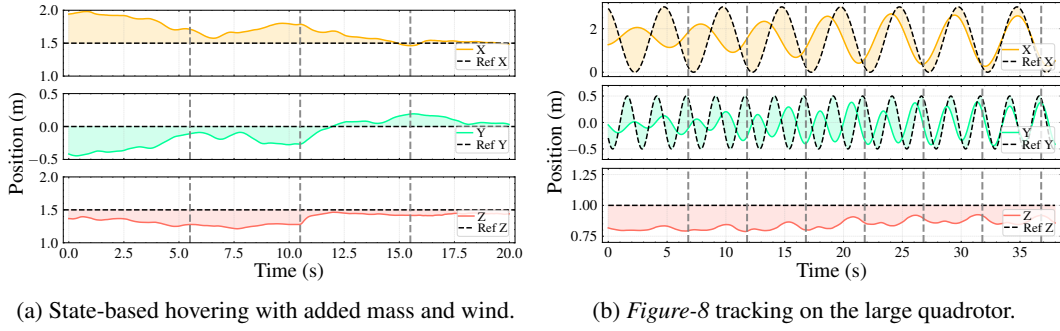 Position (m)
2.0
1.5
1.0
X
Ref X
0.5
0.0
−0.5
Y
Ref Y
2.0
1.5
1.0
Z
Ref Z
0.0 2.5 5.0 7.5 10.0 12.5 15.0 17.5 20.0
Time (s)
(a) State-based hovering with added mass and wind.
Position (m)
2
0
X
Ref X
0.5
0.0
−0.5
Y
Ref Y
1.25
1.00
0.75
Z
Ref Z
0 5 10 15 20 25 30 35
Time (s)
(b) Figure-8 tracking on the large quadrotor.